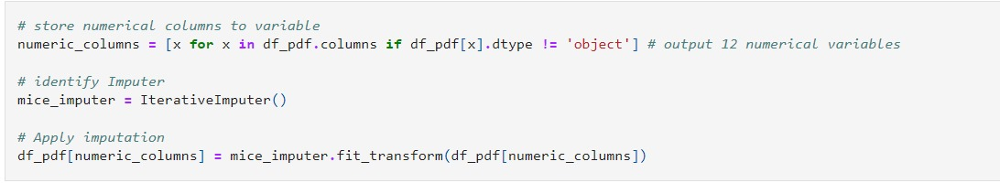 # store numerical columns to variable
numeric_columns = [x for x in df_pdf.columns if df_pdf[x].dtype != 'object'] # output 12 numerical variables
# identify Imputer
mice_imputer = IterativeImputer()
# Apply imputation
df_pdf[numeric_columns] = mice_imputer.fit_transform(df_pdf[numeric_columns])